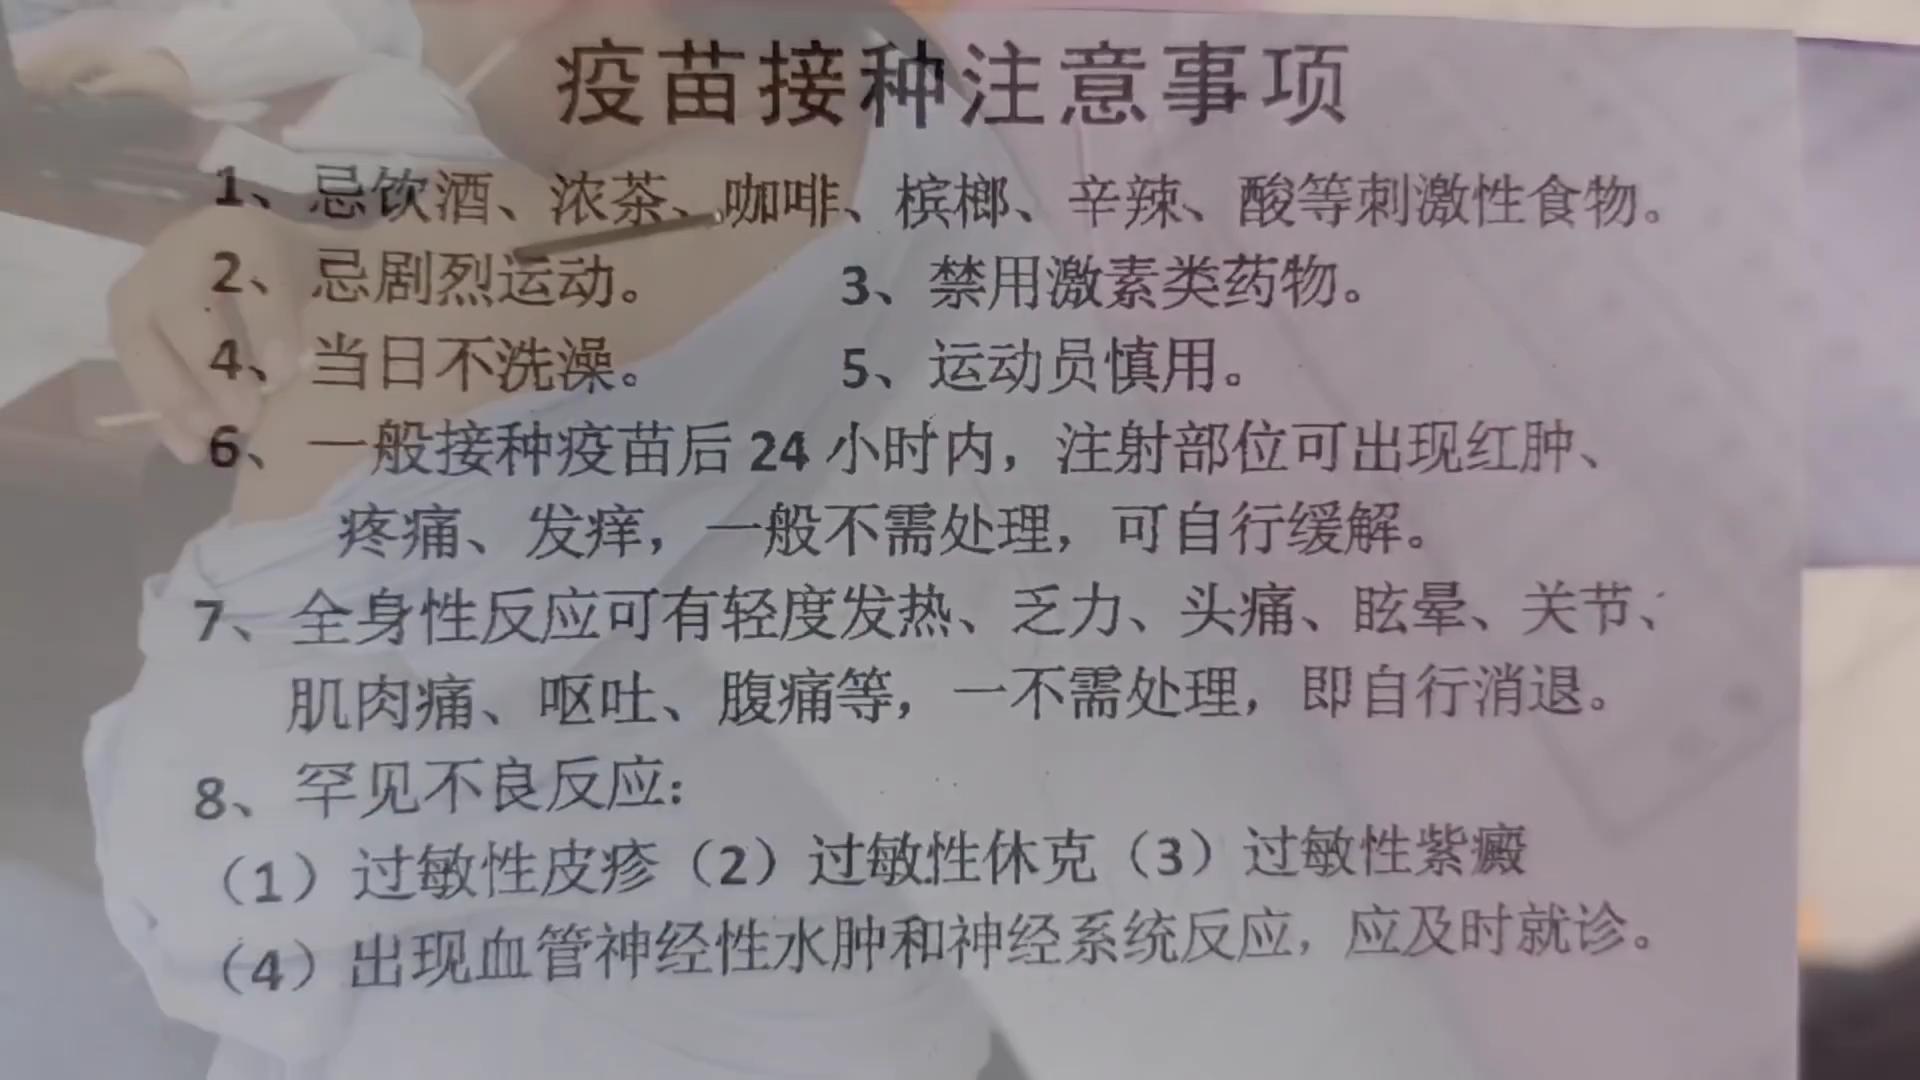 疫苗接种注意事项
1、忌饮酒、浓茶、咖啡、槟榔、辛辣、酸等刺激性食物。
2、忌剧烈运动。 3、禁用激素类药物。
4、当日不洗澡。 5、运动员慎用。
6、一般接种疫苗后 24 小时内，注射部位可出现红肿、
疼痛、发痒，一般不需处理，可自行缓解。
7、全身性反应可有轻度发热、乏力、头痛、眩晕、关节、
肌肉痛、呕吐、腹痛等，一不需处理，即自行消退。
8、罕见不良反应：
（1）过敏性皮疹（2）过敏性休克（3）过敏性紫癜
（4）出现血管神经性水肿和神经系统反应，应及时就诊。